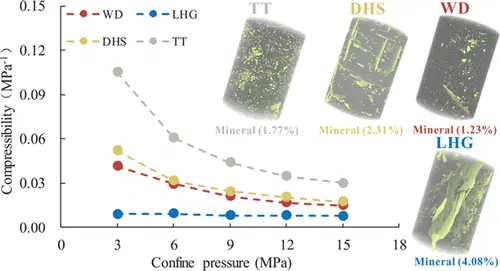 0.15
0.12
0.09
0.06
0.03
0.00
Compressibility (MPa⁻¹)
0 3 6 9 12 15 18
Confine pressure (MPa)
WD LHG
DHS TT
TT DHS WD
Mineral (1.77%) Mineral (2.31%) Mineral (1.23%)
LHG
Mineral (4.08%)